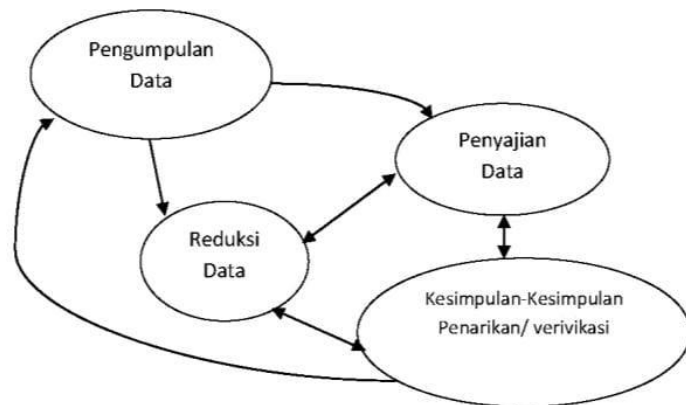 Pengumpulan
Data
Penyajian
Data
Reduksi
Data
Kesimpulan-Kesimpulan
Penarikan/ verivikasi